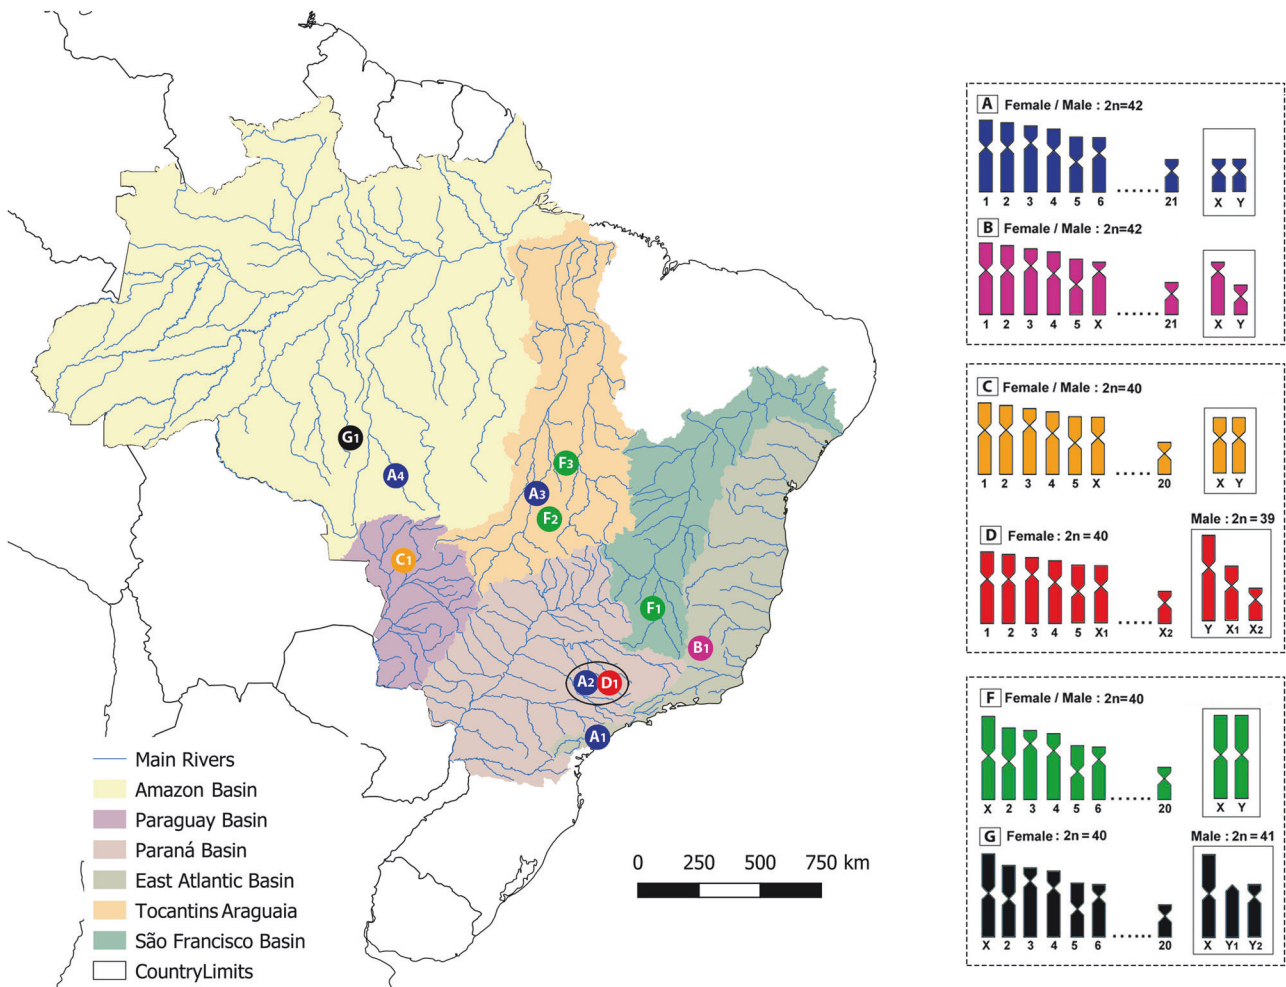 G1
A4
F3
A3
F2
C1
F1
B1
A2
D1
A1
Main Rivers
Amazon Basin
Paraguay Basin
Paraná Basin
East Atlantic Basin
Tocantins Araguaia
São Francisco Basin
CountryLimits
0 250 500 750 km
A Female / Male : 2n=42
1 2 3 4 5 6 ...... 21 X Y
B Female / Male: 2n=42
1 2 3 4 5 X ...... 21 X Y
C Female / Male: 2n=40
1 2 3 4 5 X ..... 20 X Y
D Female : 2n=40
Male : 2n=39
1 2 3 4 5 X1 ..... X2 Y X1 X2
F Female / Male: 2n=40
X 2 3 4 5 6 ...... 20 X Y
G Female : 2n=40
Male : 2n=41
X 2 3 4 5 6 ...... 20 X Y1 Y2